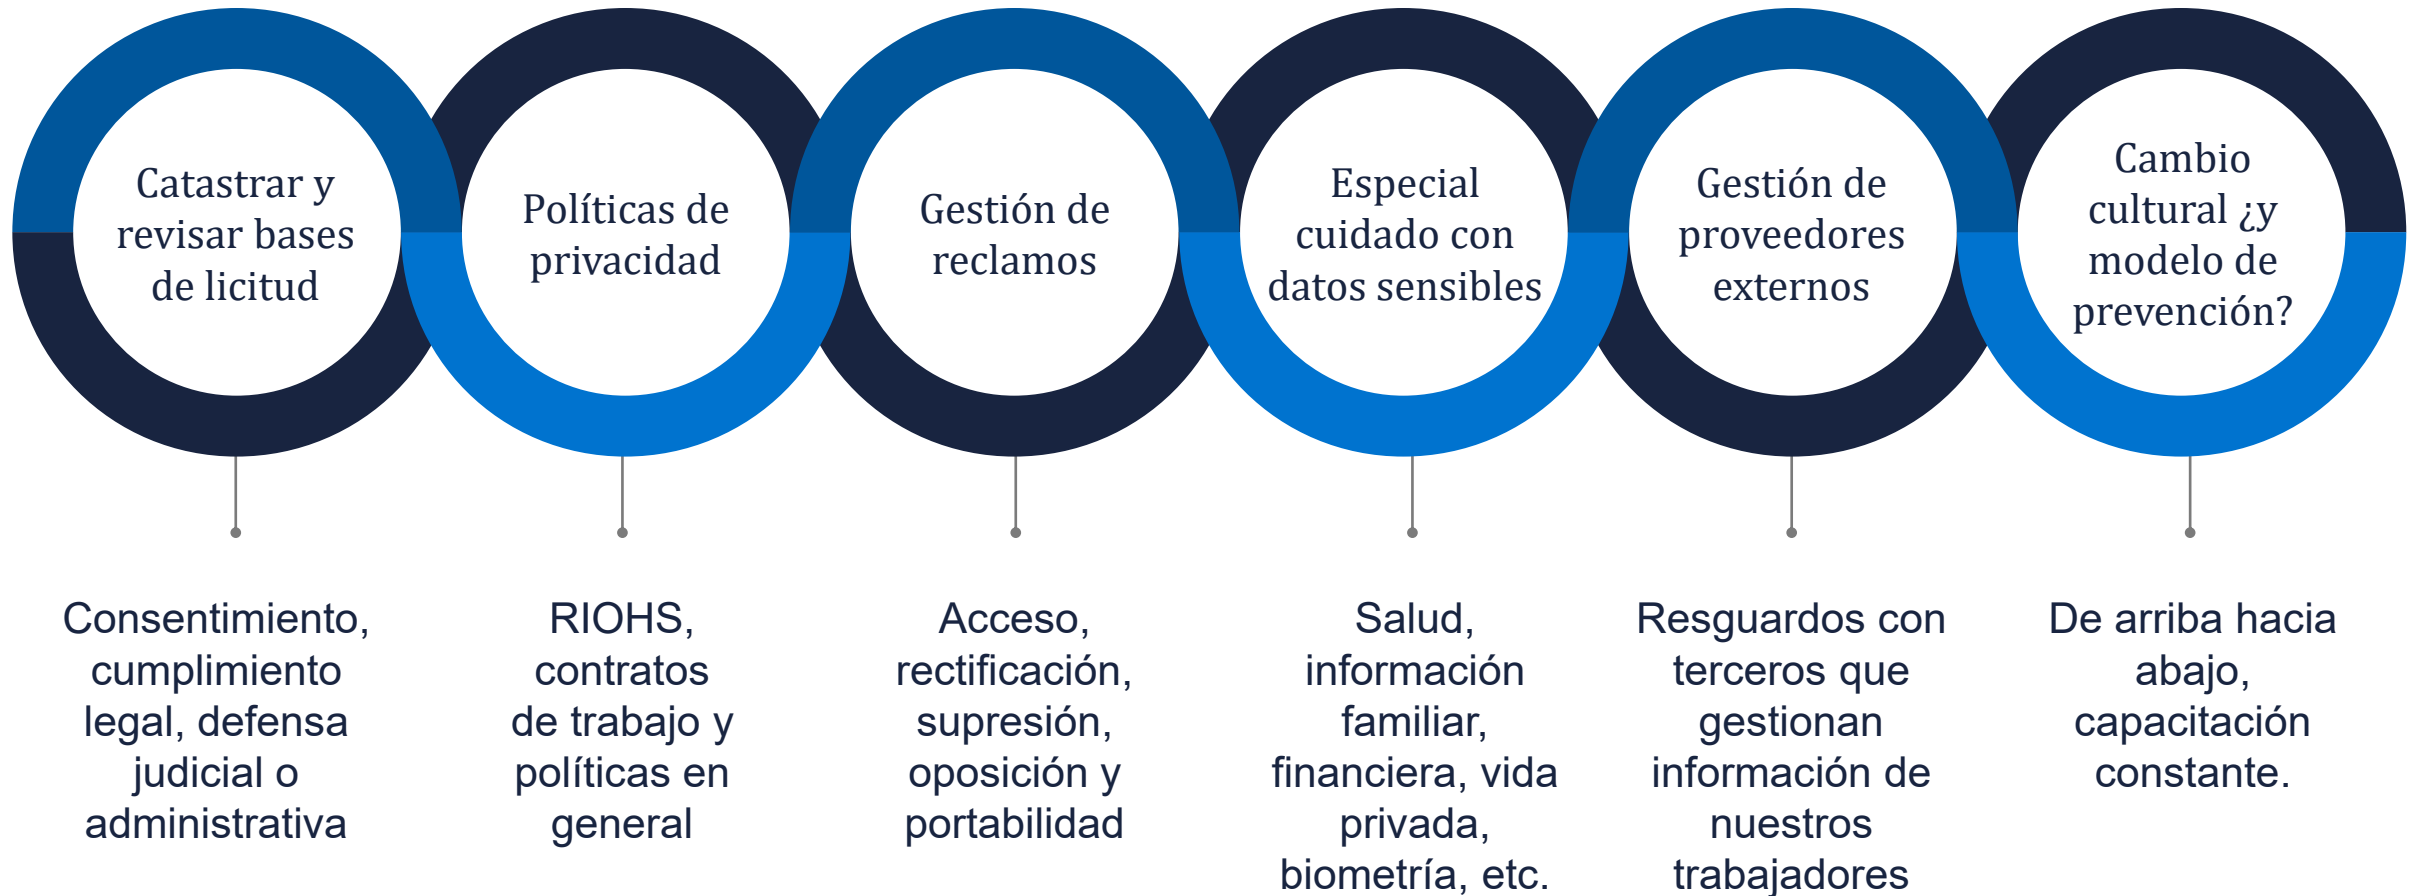 Catastrar y
revisar bases
de licitud
Políticas de
privacidad
Gestión de
reclamos
Especial
cuidado con
datos sensibles
Gestión de
proveedores
externos
Cambio
cultural ¿y
modelo de
prevención?
Consentimiento,
cumplimiento
legal, defensa
judicial o
administrativa
RIOHS,
contratos
de trabajo y
políticas en
general
Acceso,
rectificación,
supresión,
oposición y
portabilidad
Salud,
información
familiar,
financiera, vida
privada,
biometría, etc.
Resguardos con
terceros que
gestionan
información de
nuestros
trabajadores
De arriba hacia
abajo,
capacitación
constante.